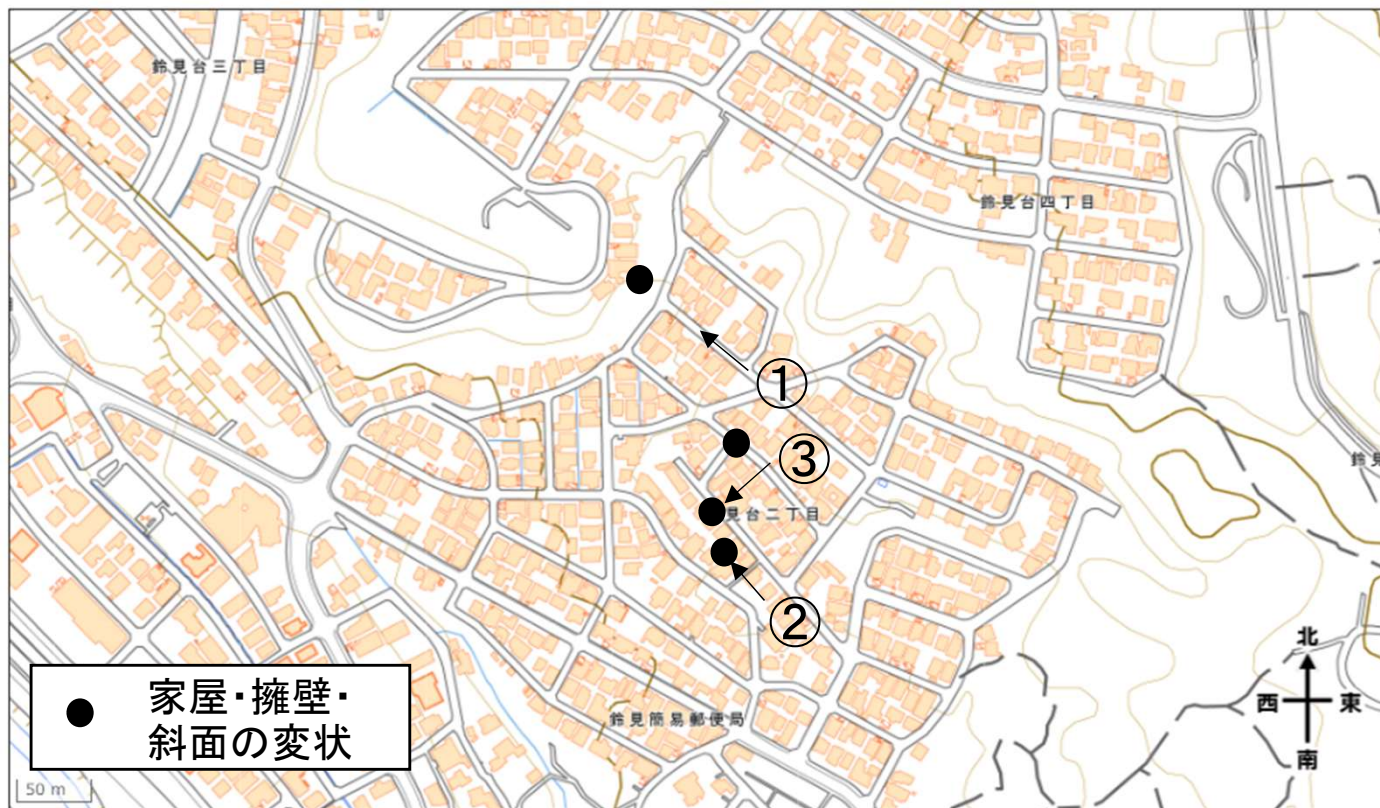 鈴見台三丁目
鈴見台四丁目
①
③
見台二丁目
②
鈴見
鈴見簡易郵便局
家屋・擁壁・
斜面の変状
北
西 東
南
50 m